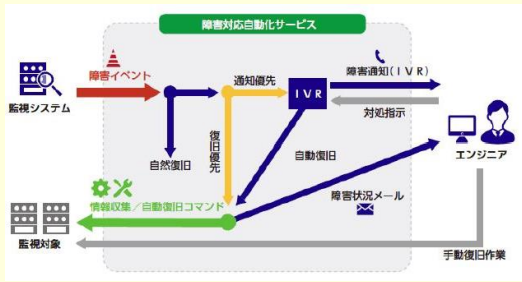 障害対応自動化サービス
障害イベント
通知優先
IVR
障害通知(IVR)
監視システム
対処指示
復旧優先
自然復旧
自動復旧
エンジニア
情報収集/自動復旧コマンド
障害状況メール
監視対象
手動復旧作業